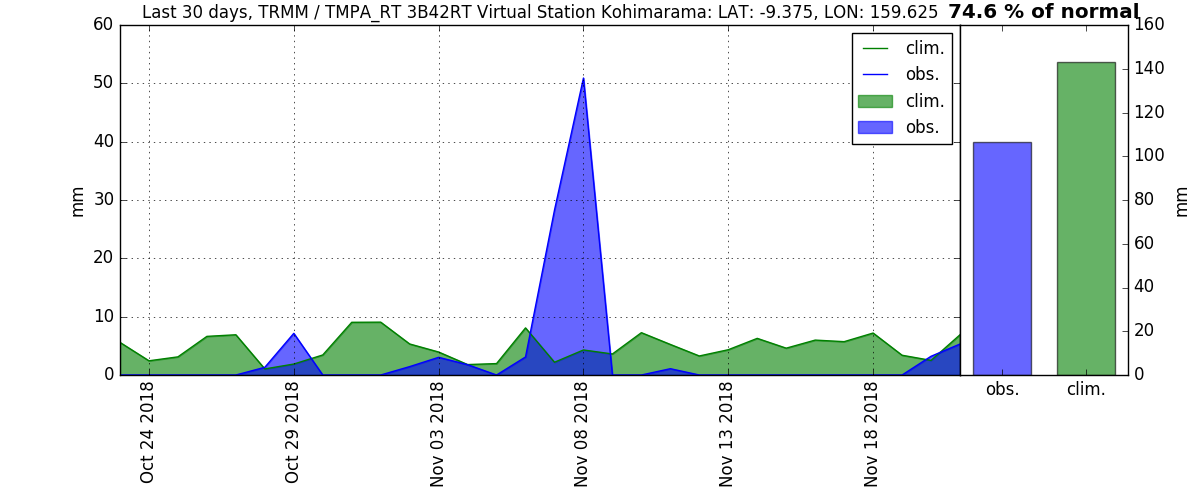 Last 30 days, TRMM / TMPA_RT 3B42RT Virtual Station Kohimarama: LAT: -9.375, LON: 159.625 74.6 % of normal
mm
60
50
40
30
20
10
0
clim.
obs.
clim.
obs.
160
140
120
100
80
60
40
20
0
mm
Oct 24 2018
Oct 29 2018
Nov 03 2018
Nov 08 2018
Nov 13 2018
Nov 18 2018
obs.
clim.